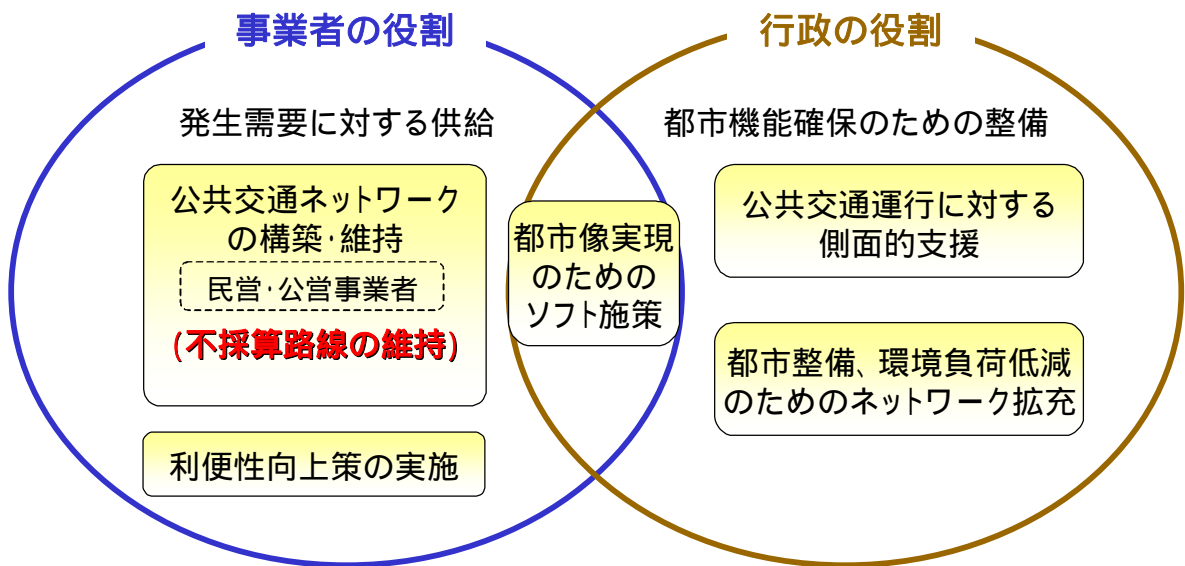 事業者の役割
発生需要に対する供給
公共交通ネットワーク
の構築･維持
民営･公営事業者
(不採算路線の維持)
利便性向上策の実施
都市像実現
のための
ソフト施策
行政の役割
都市機能確保のための整備
公共交通運行に対する
側面的支援
都市整備、環境負荷低減
のためのネットワーク拡充